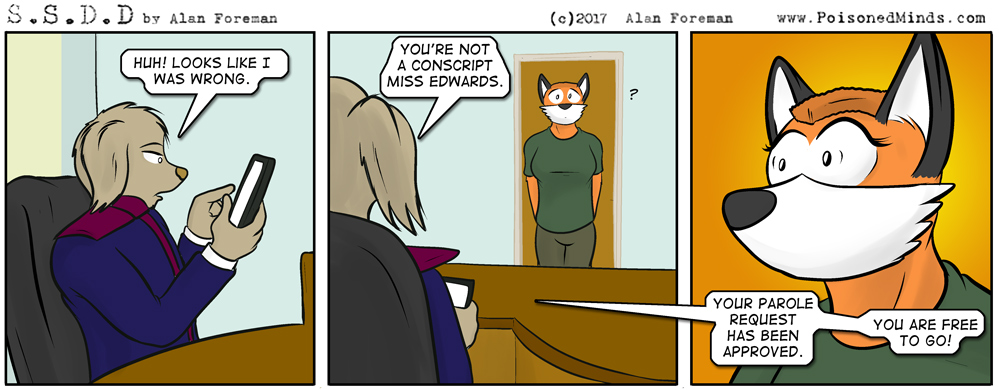 S.S.D.D by Alan Foreman (c)2017 Alan Foreman www.PoisonedMinds.com
HUH! LOOKS LIKE I
WAS WRONG.
YOU'RE NOT
A CONSCRIPT
MISS EDWARDS.
?
YOUR PAROLE
REQUEST
HAS BEEN
APPROVED.
YOU ARE FREE
TO GO!